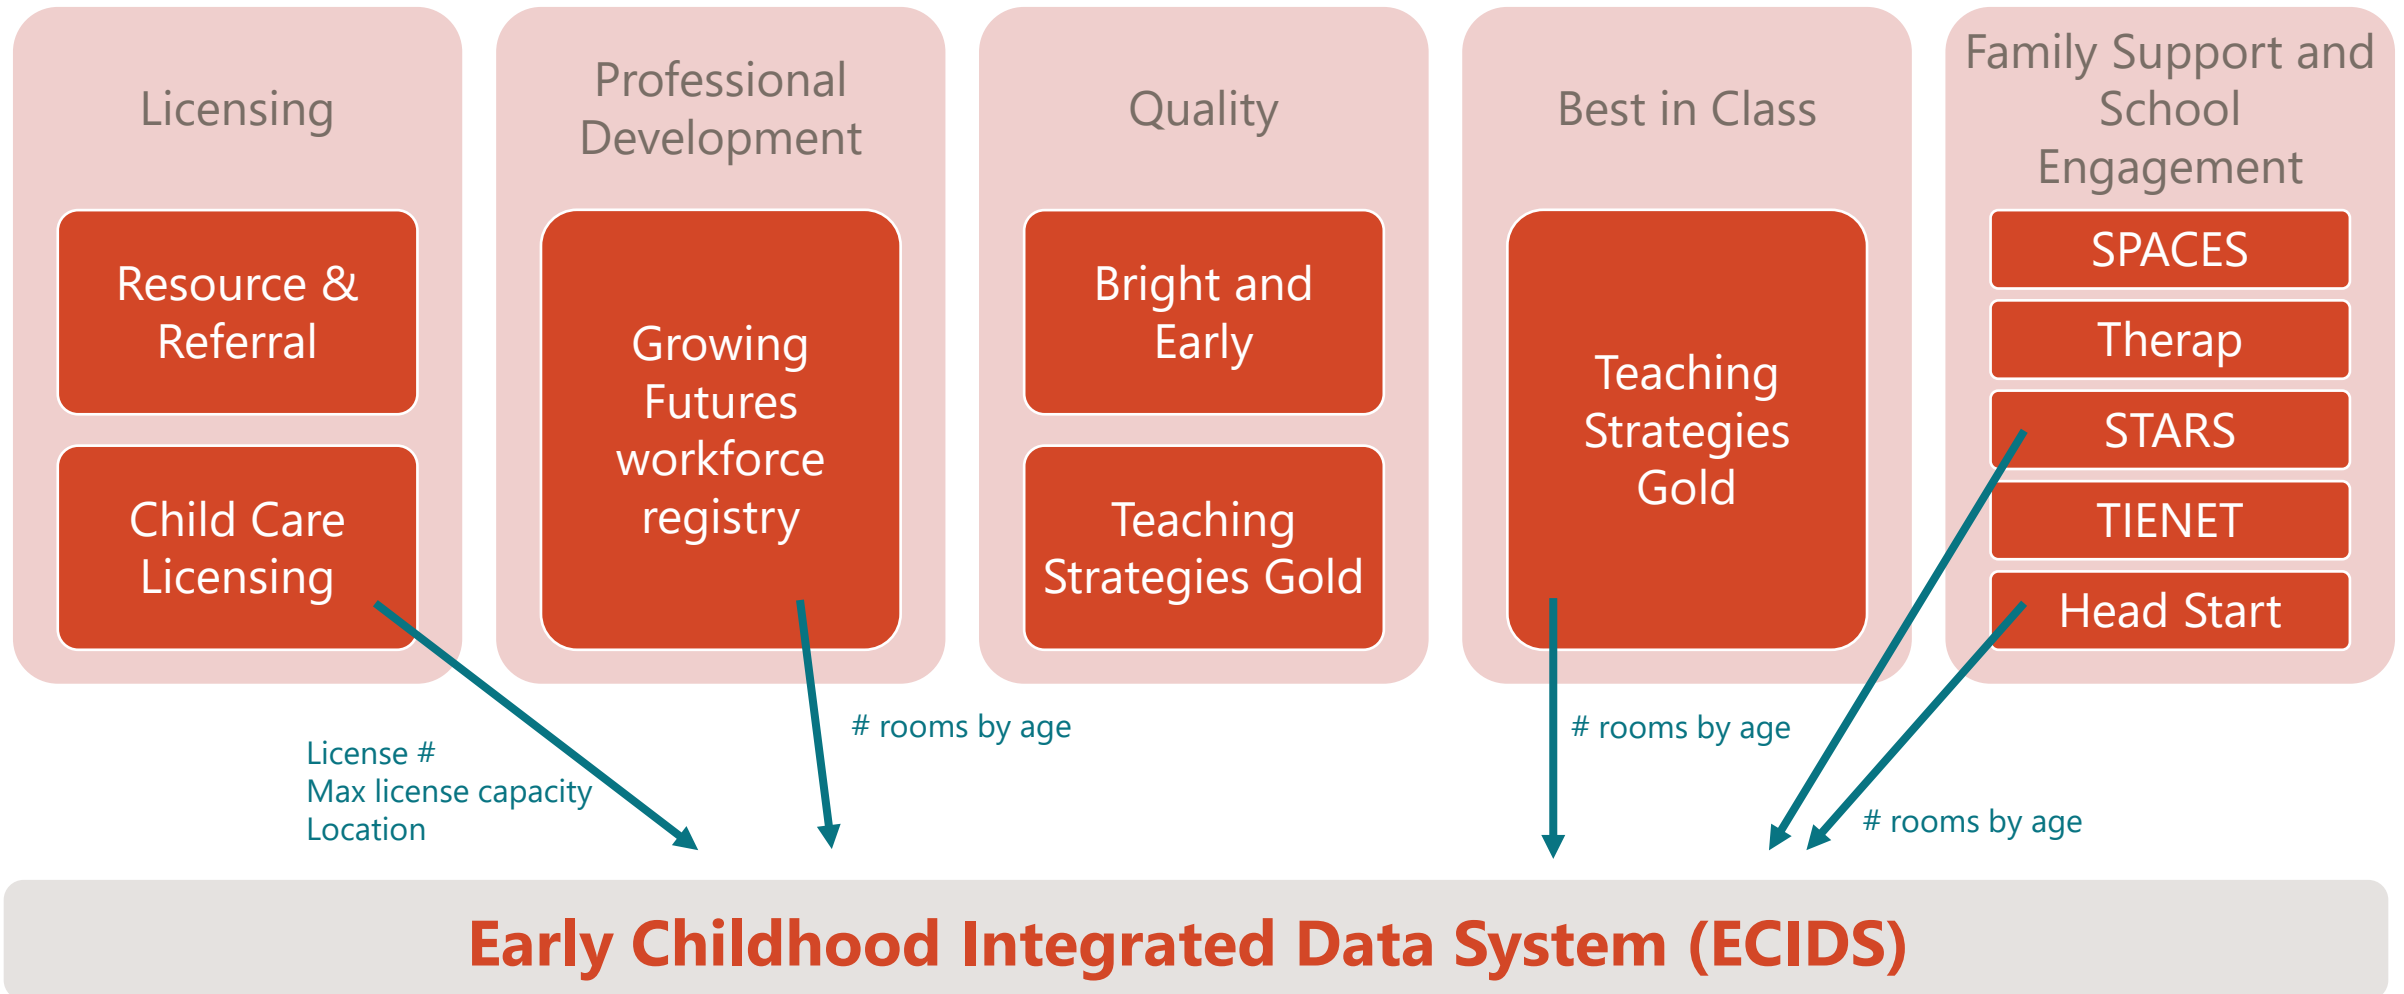 Licensing
Resource &
Referral
Child Care
Licensing
Professional
Development
Growing
Futures
workforce
registry
Quality
Bright and
Early
Teaching
Strategies Gold
Best in Class
Teaching
Strategies
Gold
Family Support and
School
Engagement
SPACES
Therap
STARS
TIENET
Head Start
License #
Max license capacity
Location
# rooms by age
# rooms by age
# rooms by age
Early Childhood Integrated Data System (ECIDS)